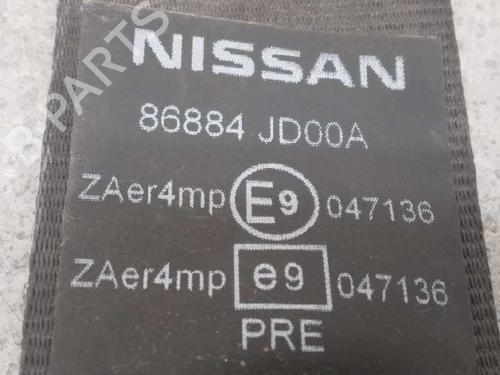 B-PARTS
NISSAN
86884 JD00A
ZAer4mp E9 047136
ZAer4mp e9 047136
PRE